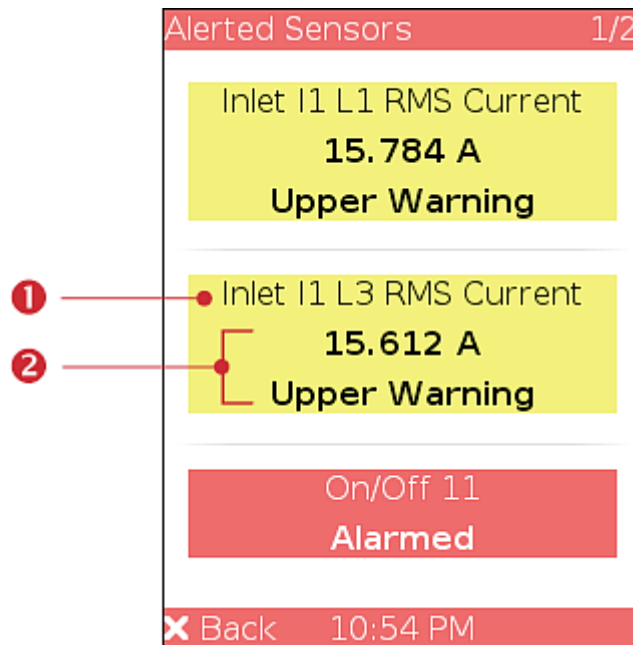 Alerted Sensors 1/2
Inlet I1 L1 RMS Current
15.784 A
Upper Warning
1 Inlet I1 L3 RMS Current
15.612 A
2
Upper Warning
On/Off 11
Alarmed
Back 10:54 PM